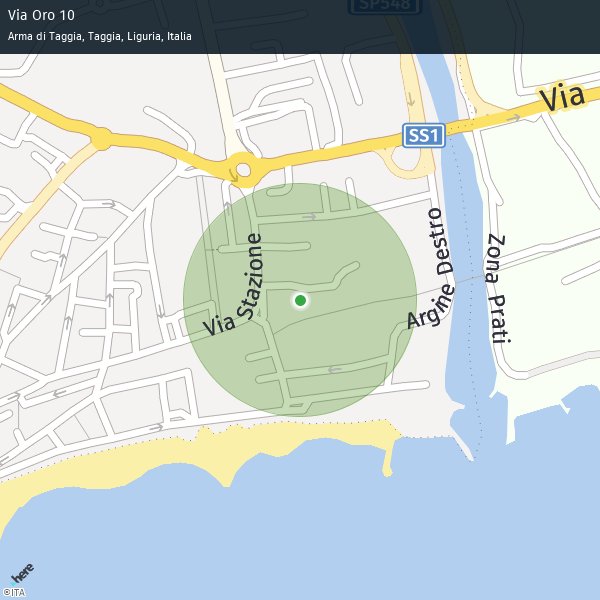 Via Oro 10
SP548
Arma di Taggia, Taggia, Liguria, Italia
Via
SS1
Via Stazione
Argine Destro
Zona Prati
here
©ITA